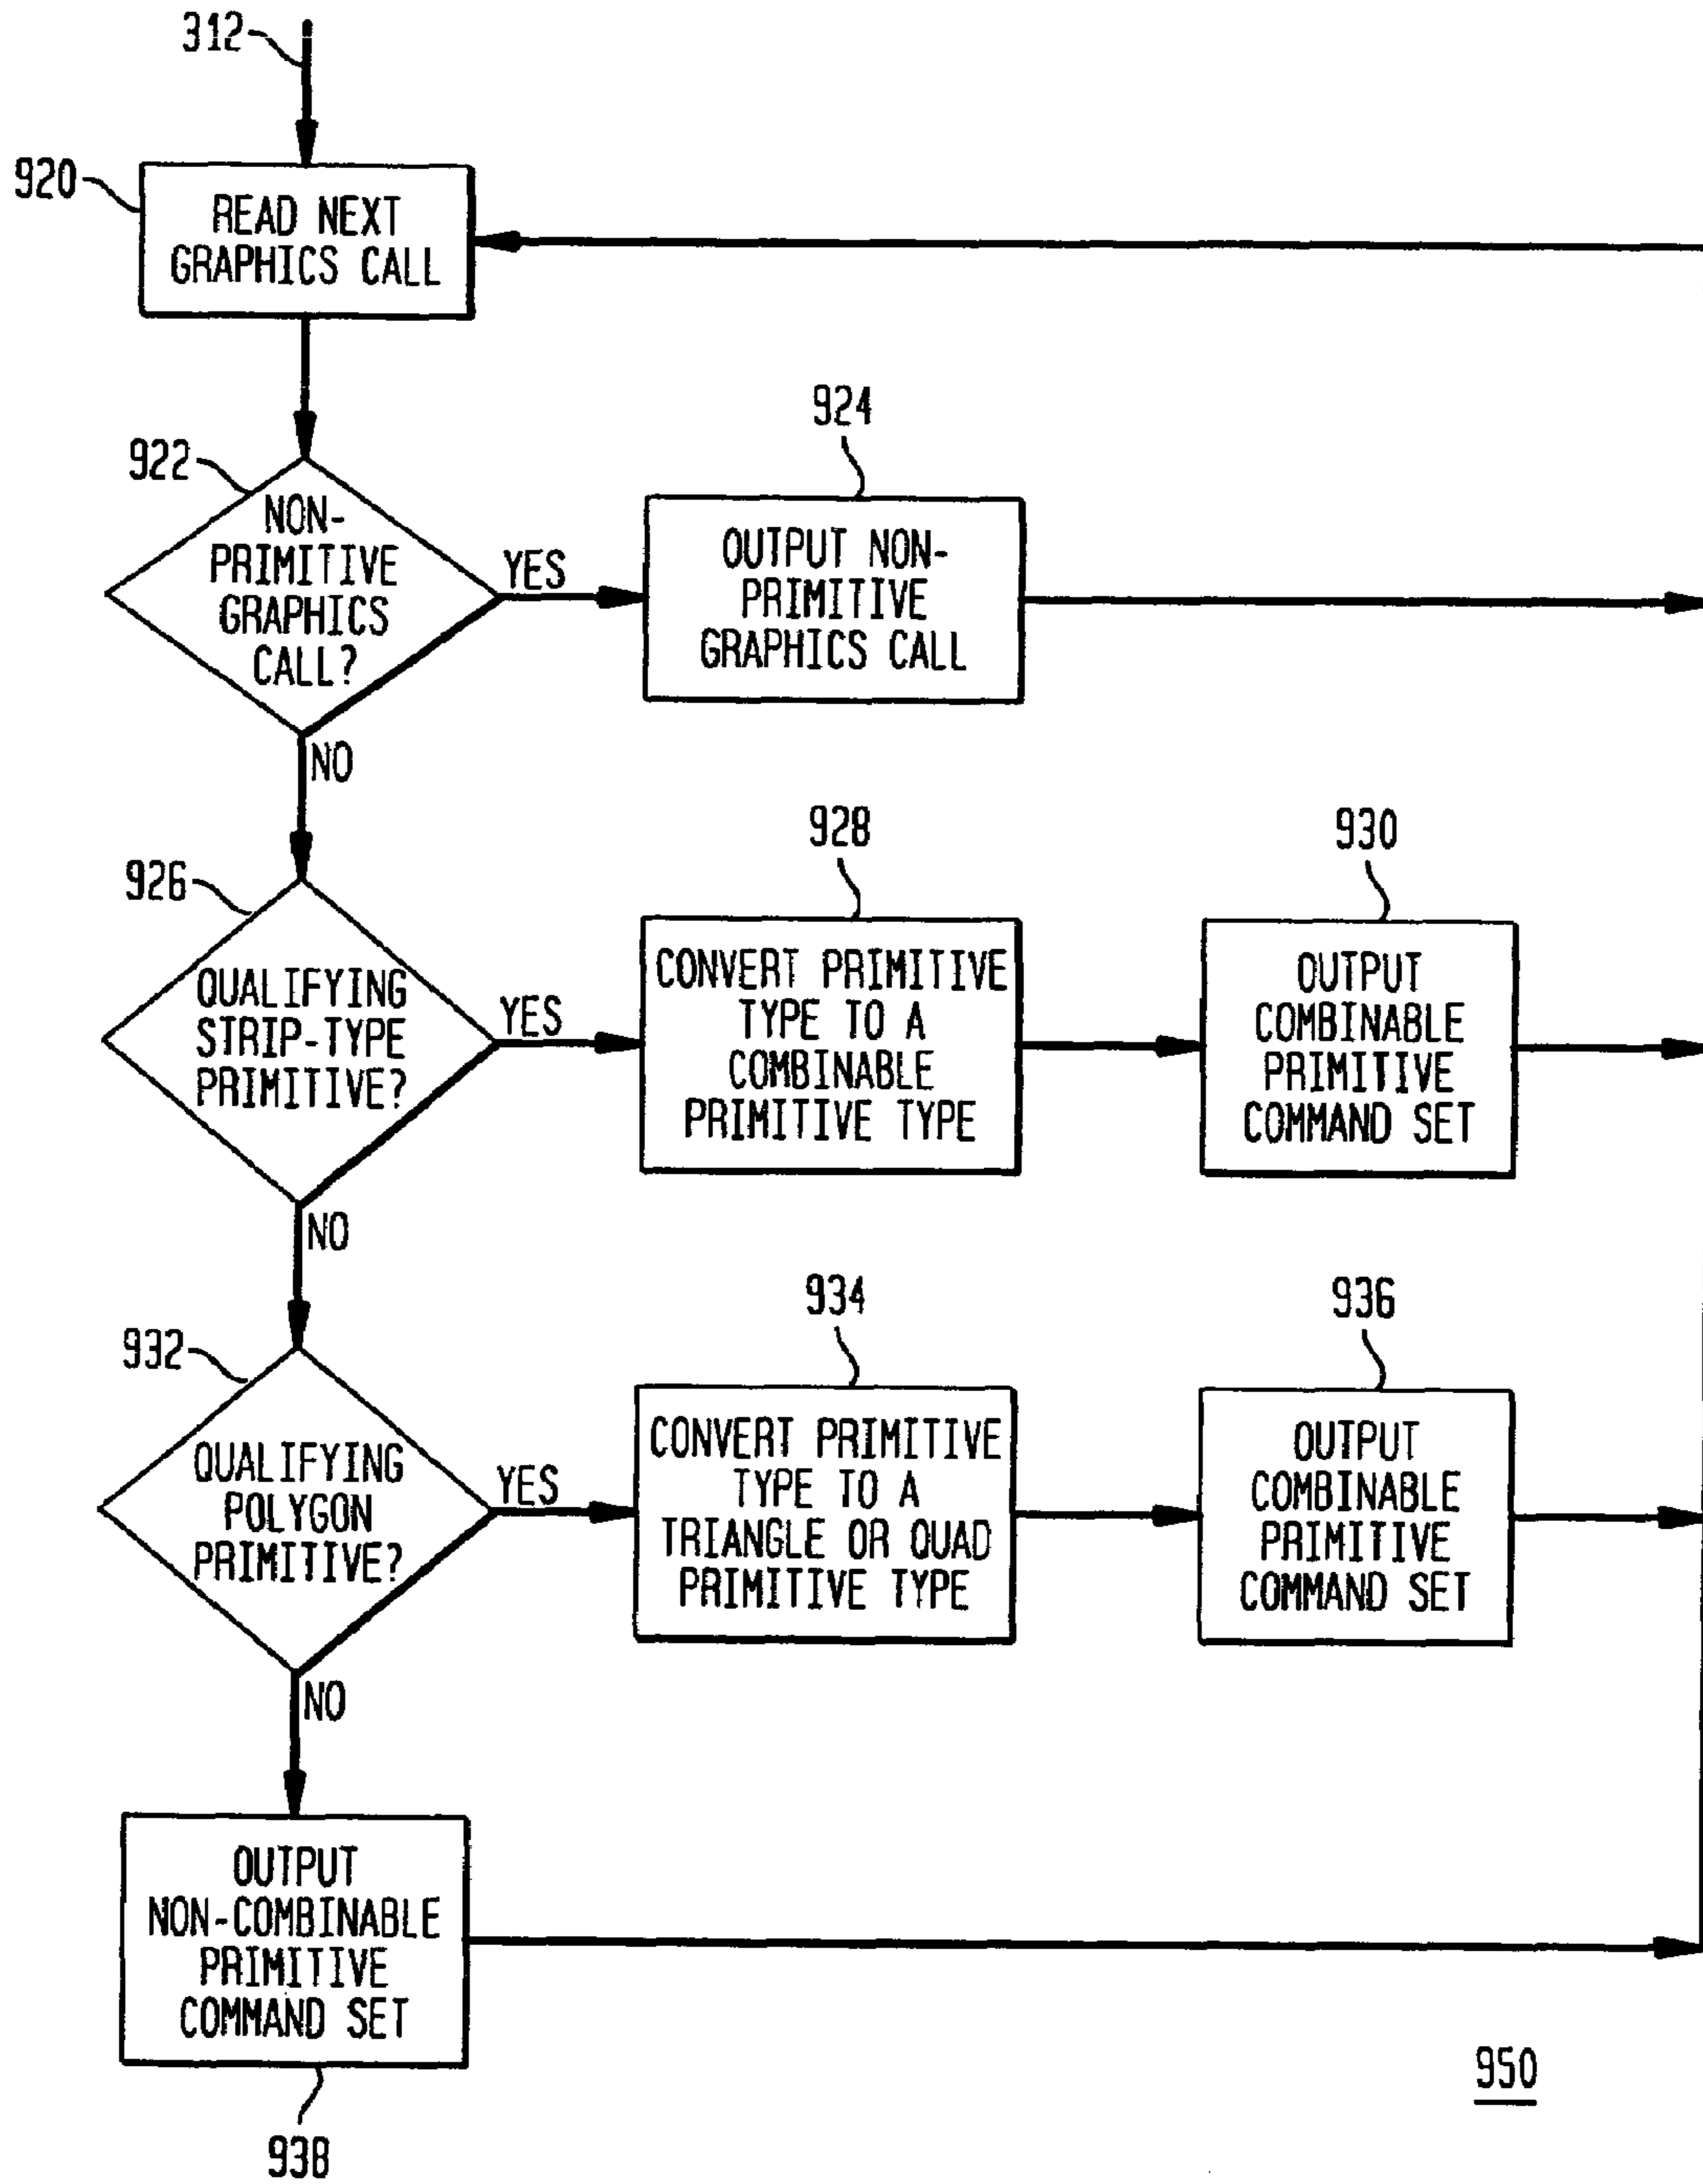 312
920
READ NEXT
GRAPHICS CALL
922
NON-
PRIMITIVE
GRAPHICS
CALL?
YES
NO
924
OUTPUT NON-
PRIMITIVE
GRAPHICS CALL
926
QUALIFYING
STRIP-TYPE
PRIMITIVE?
YES
NO
928
CONVERT PRIMITIVE
TYPE TO A
COMBINABLE
PRIMITIVE TYPE
930
OUTPUT
COMBINABLE
PRIMITIVE
COMMAND SET
932
QUALIFYING
POLYGON
PRIMITIVE?
YES
NO
934
CONVERT PRIMITIVE
TYPE TO A
TRIANGLE OR QUAD
PRIMITIVE TYPE
936
OUTPUT
COMBINABLE
PRIMITIVE
COMMAND SET
OUTPUT
NON-COMBINABLE
PRIMITIVE
COMMAND SET
938
950